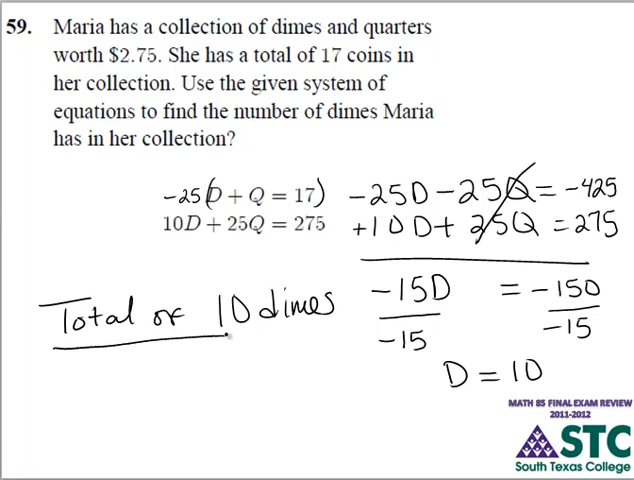 59. Maria has a collection of dimes and quarters
worth $2.75. She has a total of 17 coins in
her collection. Use the given system of
equations to find the number of dimes Maria
has in her collection?
-25(D + Q = 17)
10D + 25Q = 275
-25D - 25Q = -425
+10D + 25Q = 275
-15D = -150
-15 -15
D = 10
Total of 10 dimes
MATH 85 FINAL EXAM REVIEW
2011-2012
STC
South Texas College